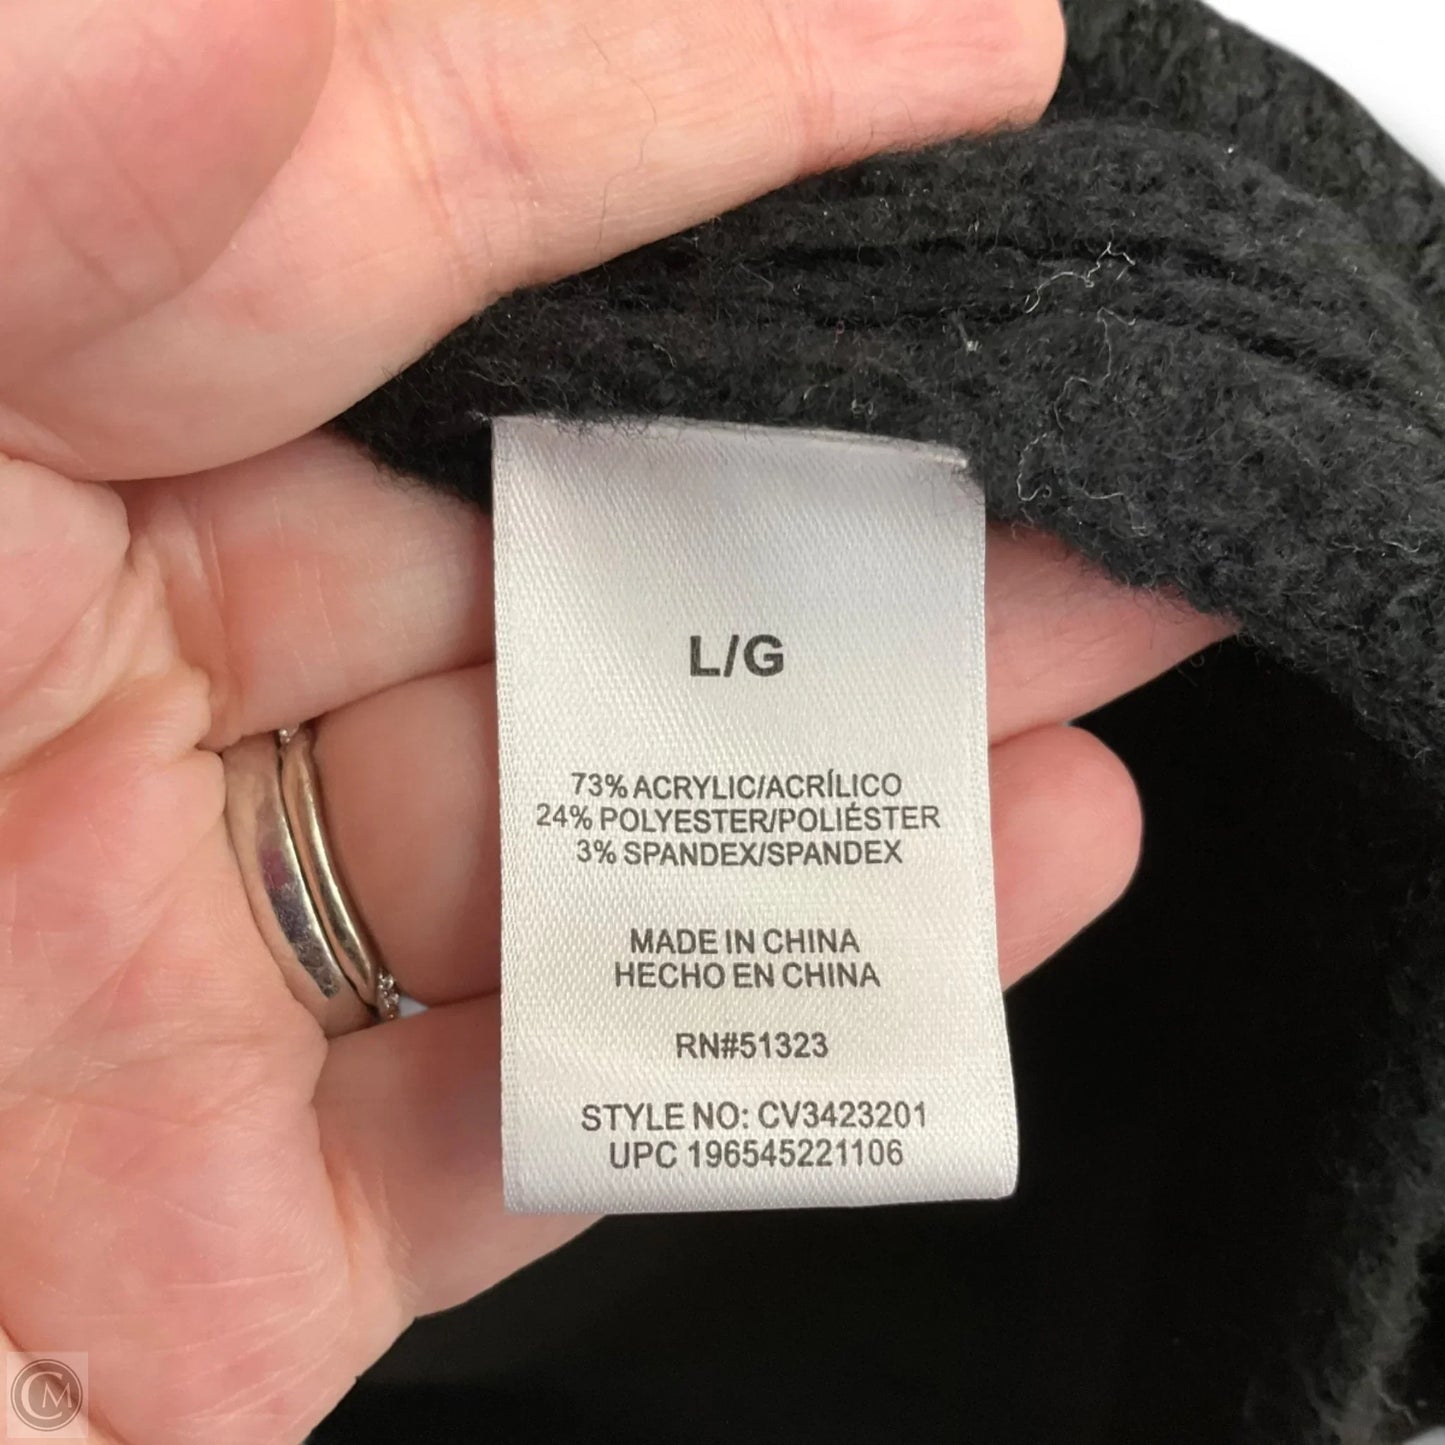 L/G
73% ACRYLIC/ACRÍLICO
24% POLYESTER/POLIÉSTER
3% SPANDEX/SPANDEX
MADE IN CHINA
HECHO EN CHINA
RN#51323
STYLE NO: CV3423201
UPC 196545221106
CM